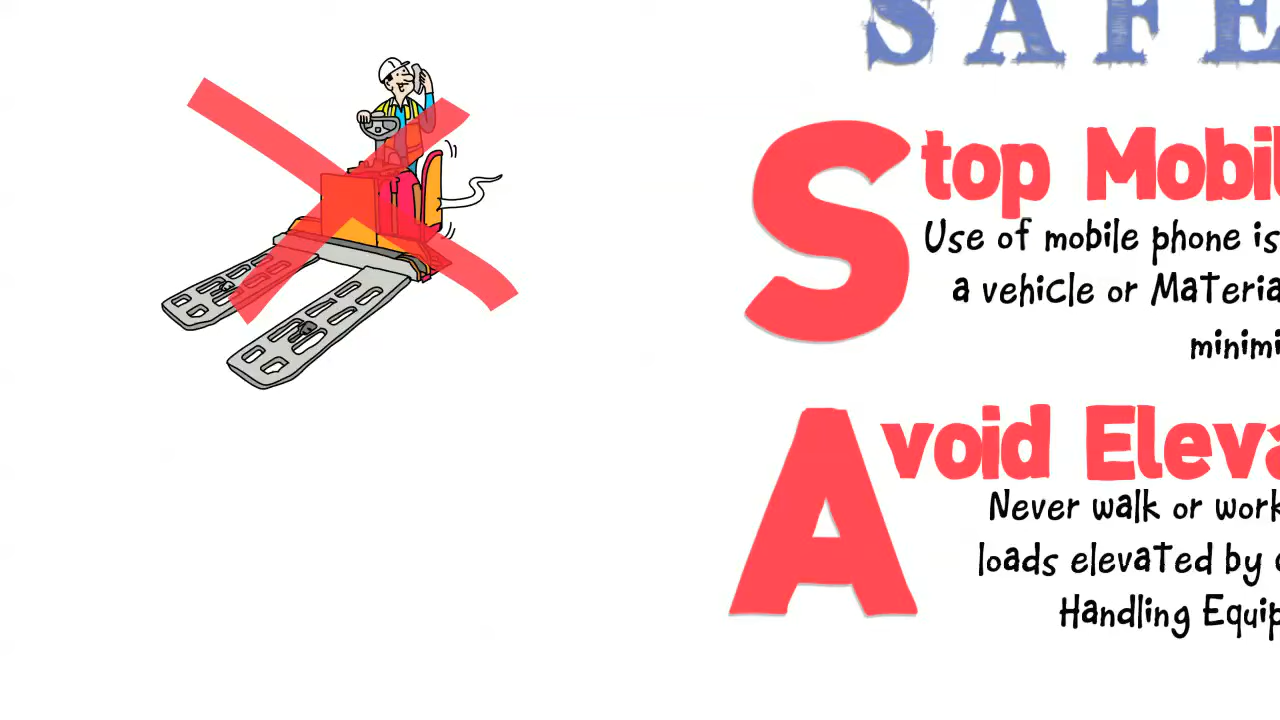 SAFE
Stop Mobil
Use of mobile phone is
a vehicle or Materia
minimi
Avoid Eleva
Never walk or work
loads elevated by
Handling Equip